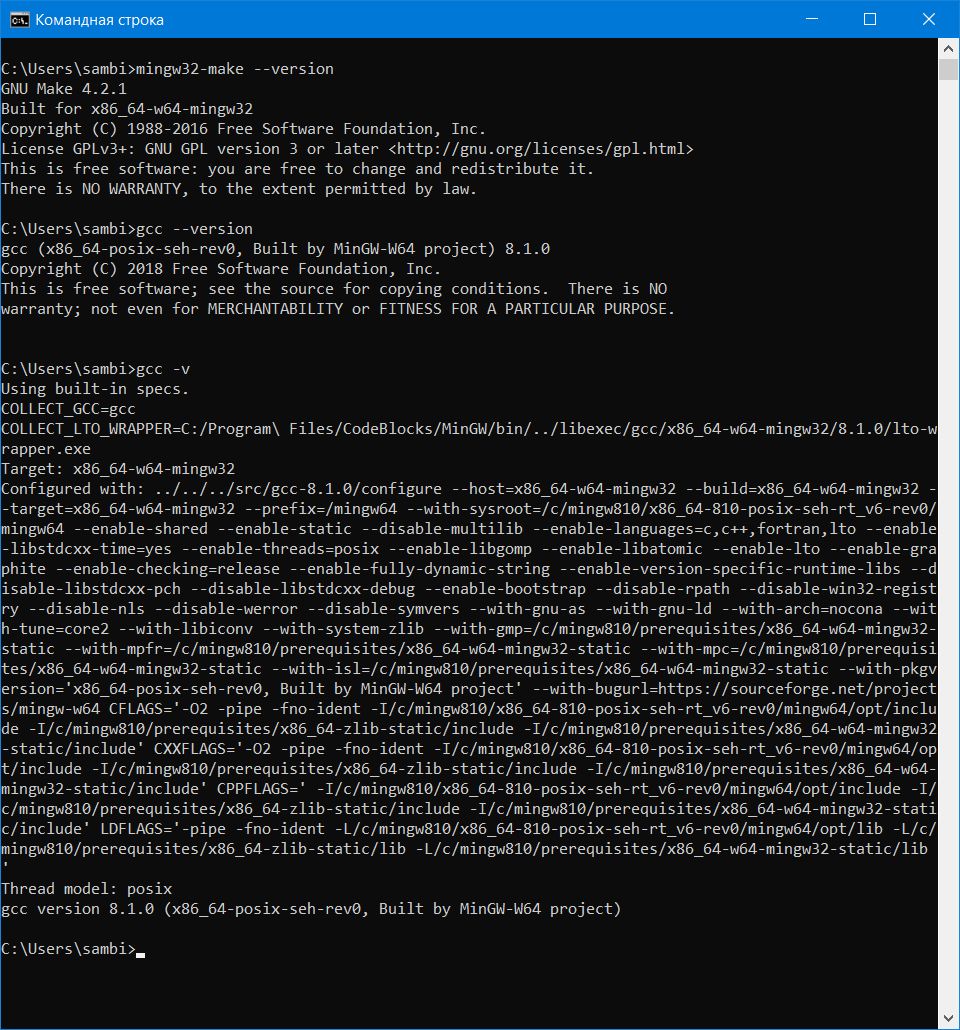 Командная строка
C:\Users\sambi>mingw32-make --version
GNU Make 4.2.1
Built for x86_64-w64-mingw32
Copyright (C) 1988-2016 Free Software Foundation, Inc.
License GPLv3+: GNU GPL version 3 or later <http://gnu.org/licenses/gpl.html>
This is free software: you are free to change and redistribute it.
There is NO WARRANTY, to the extent permitted by law.
C:\Users\sambi>gcc --version
gcc (x86_64-posix-seh-rev0, Built by MinGW-W64 project) 8.1.0
Copyright (C) 2018 Free Software Foundation, Inc.
This is free software; see the source for copying conditions.  There is NO
warranty; not even for MERCHANTABILITY or FITNESS FOR A PARTICULAR PURPOSE.
C:\Users\sambi>gcc -v
Using built-in specs.
COLLECT_GCC=gcc
COLLECT_LTO_WRAPPER=C:/Program\ Files/CodeBlocks/MinGW/bin/../libexec/gcc/x86_64-w64-mingw32/8.1.0/lto-w
rapper.exe
Target: x86_64-w64-mingw32
Configured with: ../../../src/gcc-8.1.0/configure --host=x86_64-w64-mingw32 --build=x86_64-w64-mingw32 -
-target=x86_64-w64-mingw32 --prefix=/mingw64 --with-sysroot=/c/mingw810/x86_64-810-posix-seh-rt_v6-rev0/
mingw64 --enable-shared --enable-static --disable-multilib --enable-languages=c,c++,fortran,lto --enable
-libstdcxx-time=yes --enable-threads=posix --enable-libgomp --enable-libatomic --enable-lto --enable-gra
phite --enable-checking=release --enable-fully-dynamic-string --enable-version-specific-runtime-libs --d
isable-libstdcxx-pch --disable-libstdcxx-debug --enable-bootstrap --disable-rpath --disable-win32-regist
ry --disable-nls --disable-werror --disable-symvers --with-gnu-as --with-gnu-ld --with-arch=nocona --wit
h-tune=core2 --with-libiconv --with-system-zlib --with-gmp=/c/mingw810/prerequisites/x86_64-w64-mingw32-
static --with-mpfr=/c/mingw810/prerequisites/x86_64-w64-mingw32-static --with-mpc=/c/mingw810/prerequisi
tes/x86_64-w64-mingw32-static --with-isl=/c/mingw810/prerequisites/x86_64-w64-mingw32-static --with-pkgv
ersion='x86_64-posix-seh-rev0, Built by MinGW-W64 project' --with-bugurl=https://sourceforge.net/project
s/mingw-w64 CFLAGS='-O2 -pipe -fno-ident -I/c/mingw810/x86_64-810-posix-seh-rt_v6-rev0/mingw64/opt/inclu
de -I/c/mingw810/prerequisites/x86_64-zlib-static/include -I/c/mingw810/prerequisites/x86_64-w64-mingw32
-static/include' CXXFLAGS='-O2 -pipe -fno-ident -I/c/mingw810/x86_64-810-posix-seh-rt_v6-rev0/mingw64/op
t/include -I/c/mingw810/prerequisites/x86_64-zlib-static/include -I/c/mingw810/prerequisites/x86_64-w64-
mingw32-static/include' CPPFLAGS=' -I/c/mingw810/x86_64-810-posix-seh-rt_v6-rev0/mingw64/opt/include -I/
c/mingw810/prerequisites/x86_64-zlib-static/include -I/c/mingw810/prerequisites/x86_64-w64-mingw32-stati
c/include' LDFLAGS='-pipe -fno-ident -L/c/mingw810/x86_64-810-posix-seh-rt_v6-rev0/mingw64/opt/lib -L/c/
mingw810/prerequisites/x86_64-zlib-static/lib -L/c/mingw810/prerequisites/x86_64-w64-mingw32-static/lib
'
Thread model: posix
gcc version 8.1.0 (x86_64-posix-seh-rev0, Built by MinGW-W64 project)
C:\Users\sambi>